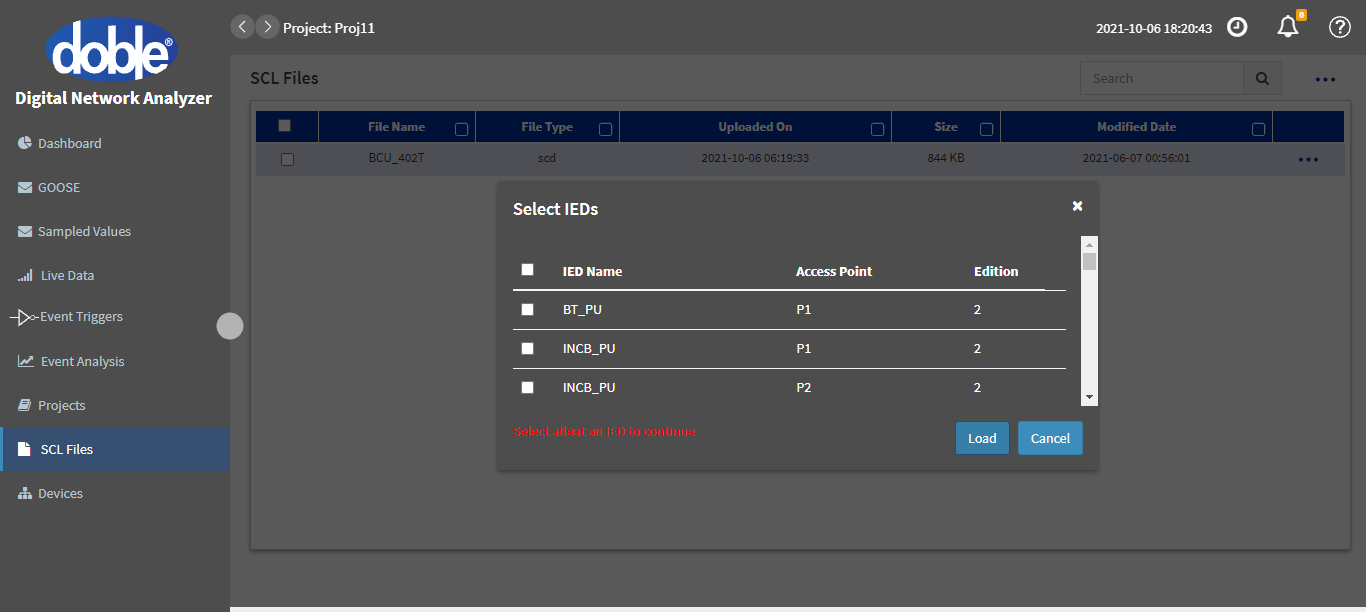 doble®
Digital Network Analyzer
Dashboard
GOOSE
Sampled Values
Live Data
Event Triggers
Event Analysis
Projects
SCL Files
Devices
Project: Proj11
2021-10-06 18:20:43
0
?
SCL Files
Search
File Name File Type Uploaded On Size Modified Date
BCU_402T scd 2021-10-06 06:19:33 844 KB 2021-06-07 00:56:01
Select IEDs
IED Name Access Point Edition
BT_PU P1 2
INCB_PU P1 2
INCB_PU P2 2
Select atleat an IED to continue
Load Cancel